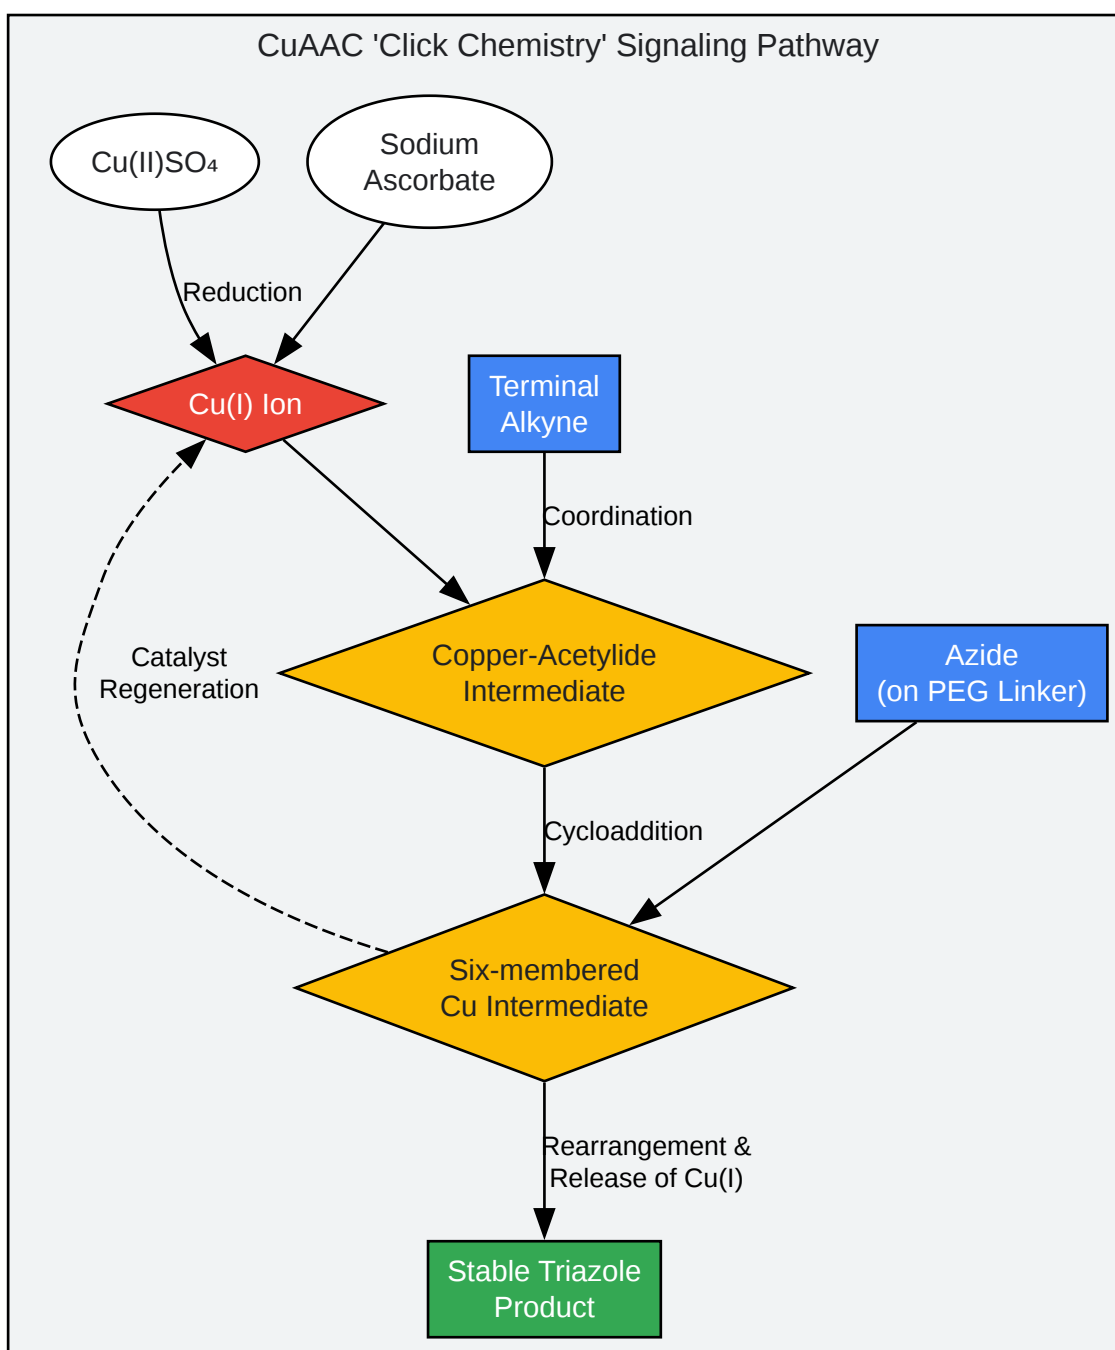 CuAAC 'Click Chemistry' Signaling Pathway
Cu(II)SO₄
Sodium
Ascorbate
Reduction
Cu(I) Ion
Terminal
Alkyne
Coordination
Catalyst
Regeneration
Copper-Acetylide
Intermediate
Azide
(on PEG Linker)
Cycloaddition
Six-membered
Cu Intermediate
Rearrangement &
Release of Cu(I)
Stable Triazole
Product